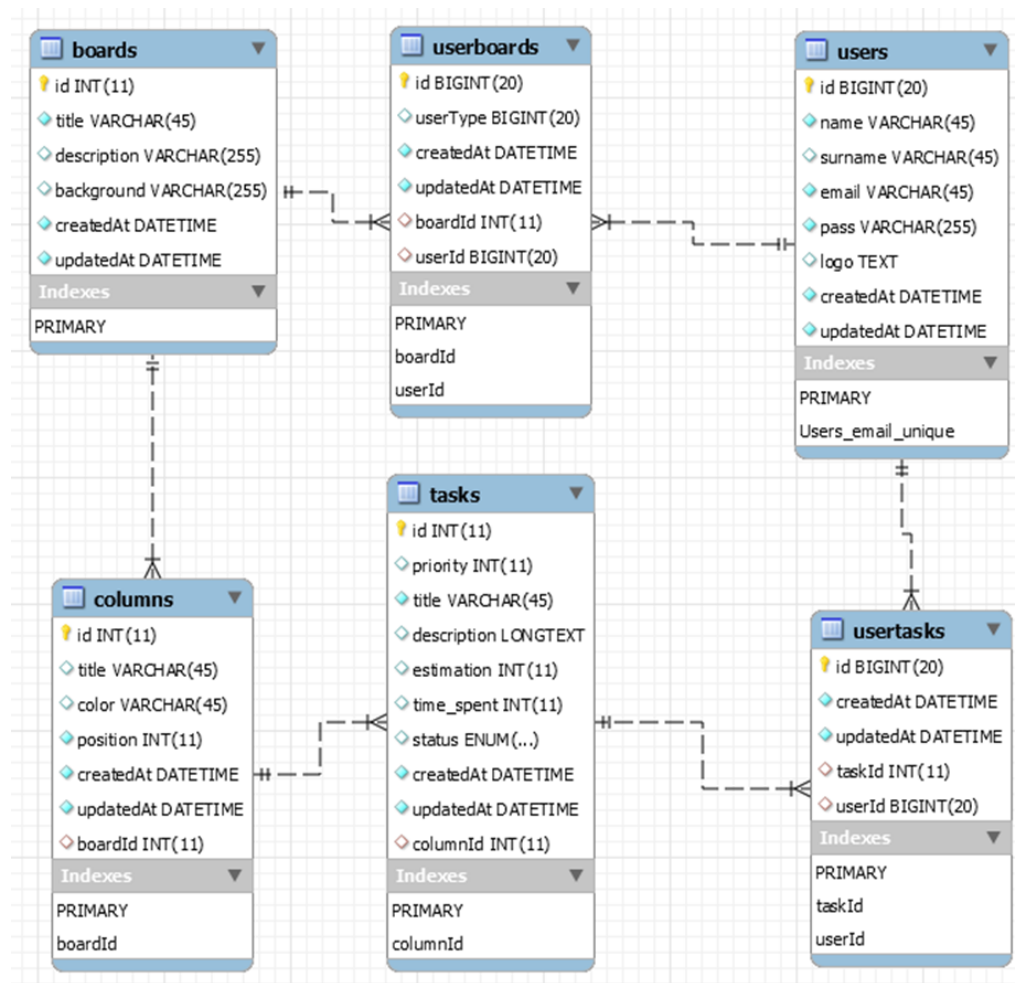 boards
id INT(11)
title VARCHAR(45)
description VARCHAR(255)
background VARCHAR(255)
createdAt DATETIME
updatedAt DATETIME
Indexes
PRIMARY
userboards
id BIGINT(20)
userType BIGINT(20)
createdAt DATETIME
updatedAt DATETIME
boardId INT(11)
userId BIGINT(20)
Indexes
PRIMARY
boardId
userId
users
id BIGINT(20)
name VARCHAR(45)
surname VARCHAR(45)
email VARCHAR(45)
pass VARCHAR(255)
logo TEXT
createdAt DATETIME
updatedAt DATETIME
Indexes
PRIMARY
Users_email_unique
columns
id INT(11)
title VARCHAR(45)
color VARCHAR(45)
position INT(11)
createdAt DATETIME
updatedAt DATETIME
boardId INT(11)
Indexes
PRIMARY
boardId
tasks
id INT(11)
priority INT(11)
title VARCHAR(45)
description LONGTEXT
estimation INT(11)
time_spent INT(11)
status ENUM(...)
createdAt DATETIME
updatedAt DATETIME
columnId INT(11)
Indexes
PRIMARY
columnId
usertasks
id BIGINT(20)
createdAt DATETIME
updatedAt DATETIME
taskId INT(11)
userId BIGINT(20)
Indexes
PRIMARY
taskId
userId